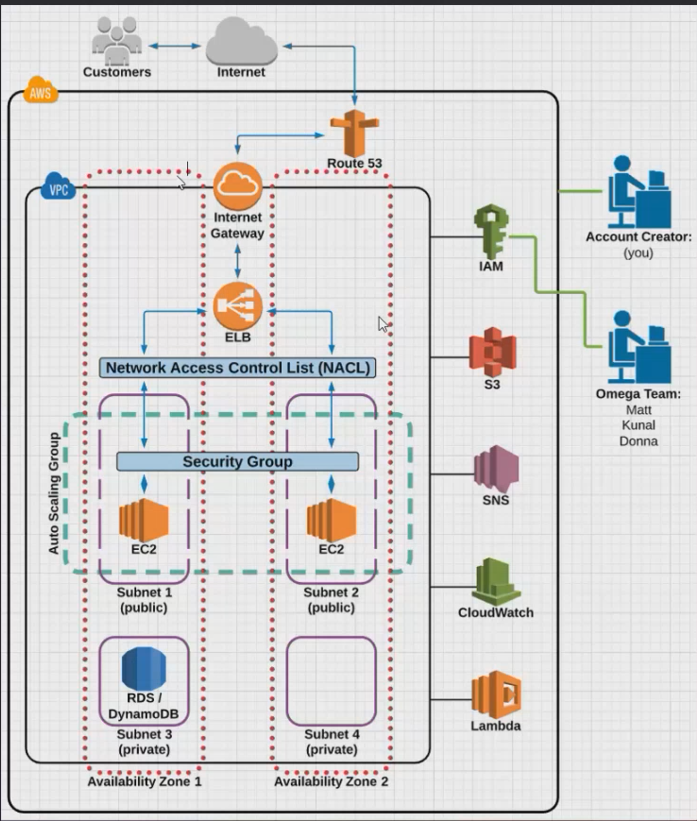 Customers
Internet
AWS
Route 53
VPC
Internet
Gateway
IAM
Account Creator:
(you)
ELB
Network Access Control List (NACL)
S3
Omega Team:
Matt
Kunal
Donna
Auto Scaling Group
Security Group
SNS
EC2
EC2
Subnet 1
(public)
Subnet 2
(public)
CloudWatch
RDS /
DynamoDB
Subnet 3
(private)
Subnet 4
(private)
Lambda
Availability Zone 1
Availability Zone 2